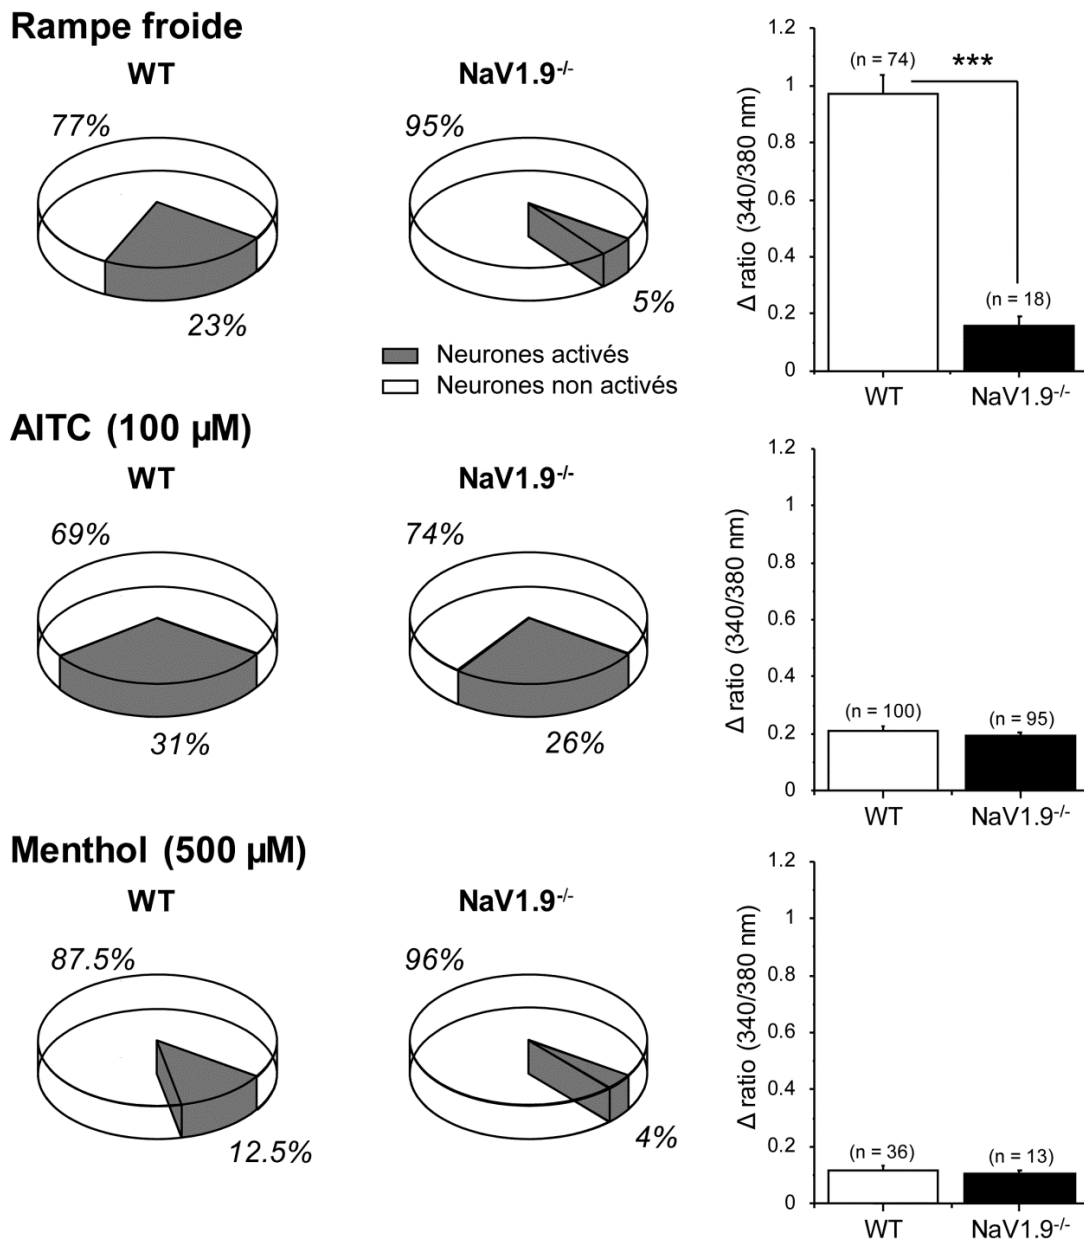 Rampe froide
WT
NaV1.9-/-
77%
95%
23%
5%
Neurones activés
Neurones non activés
1.2
1
0.8
0.6
0.4
0.2
0
Δ ratio (340/380 nm)
(n = 74)
***
(n = 18)
WT
NaV1.9-/-
AITC (100 µM)
WT
NaV1.9-/-
69%
74%
31%
26%
1.2
1
0.8
0.6
0.4
0.2
0
Δ ratio (340/380 nm)
(n = 100)
(n = 95)
WT
NaV1.9-/-
Menthol (500 µM)
WT
NaV1.9-/-
87.5%
96%
12.5%
4%
1.2
1
0.8
0.6
0.4
0.2
0
Δ ratio (340/380 nm)
(n = 36)
(n = 13)
WT
NaV1.9-/-